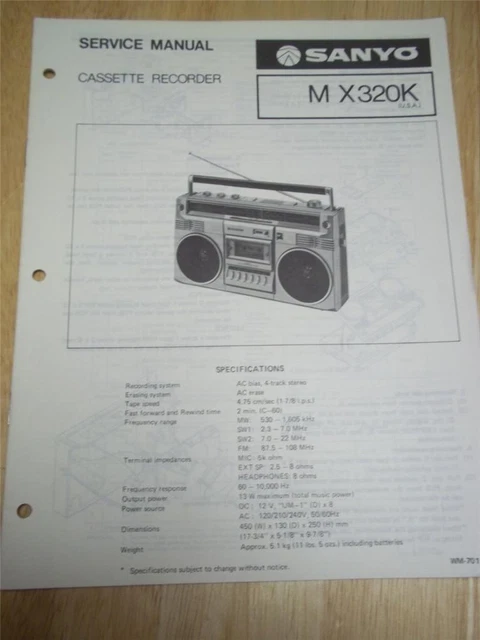 SERVICE MANUAL
SANYO
CASSETTE RECORDER
M X320K
(U.S.A.)
SPECIFICATIONS
Recording system AC bias, 4-track stereo
Erasing system AC erase
Tape speed 4.75 cm/sec (1-7/8 i.p.s.)
Fast forward and Rewind time 2 min. (C-60)
Frequency range MW: 530 – 1,605 kHz
SW1: 2.3 – 7.0 MHz
SW2: 7.0 – 22 MHz
FM: 87.5 – 108 MHz
Terminal impedances MIC: 5k ohm
EXT SP: 2.5 – 8 ohms
HEADPHONES: 8 ohms
Frequency response 60 – 10,000 Hz
Output power 13 W maximum (total music power)
Power source DC: 12 V, "UM-1" (D) x 8
AC: 120/210/240V, 50/60Hz
Dimensions 450 (W) x 130 (D) x 250 (H) mm
(17-3/4" x 5-1/8" x 9-7/8")
Weight Approx. 5.1 kg (11 lbs. 5 ozs.) including batteries
* Specifications subject to change without notice.
WM-701